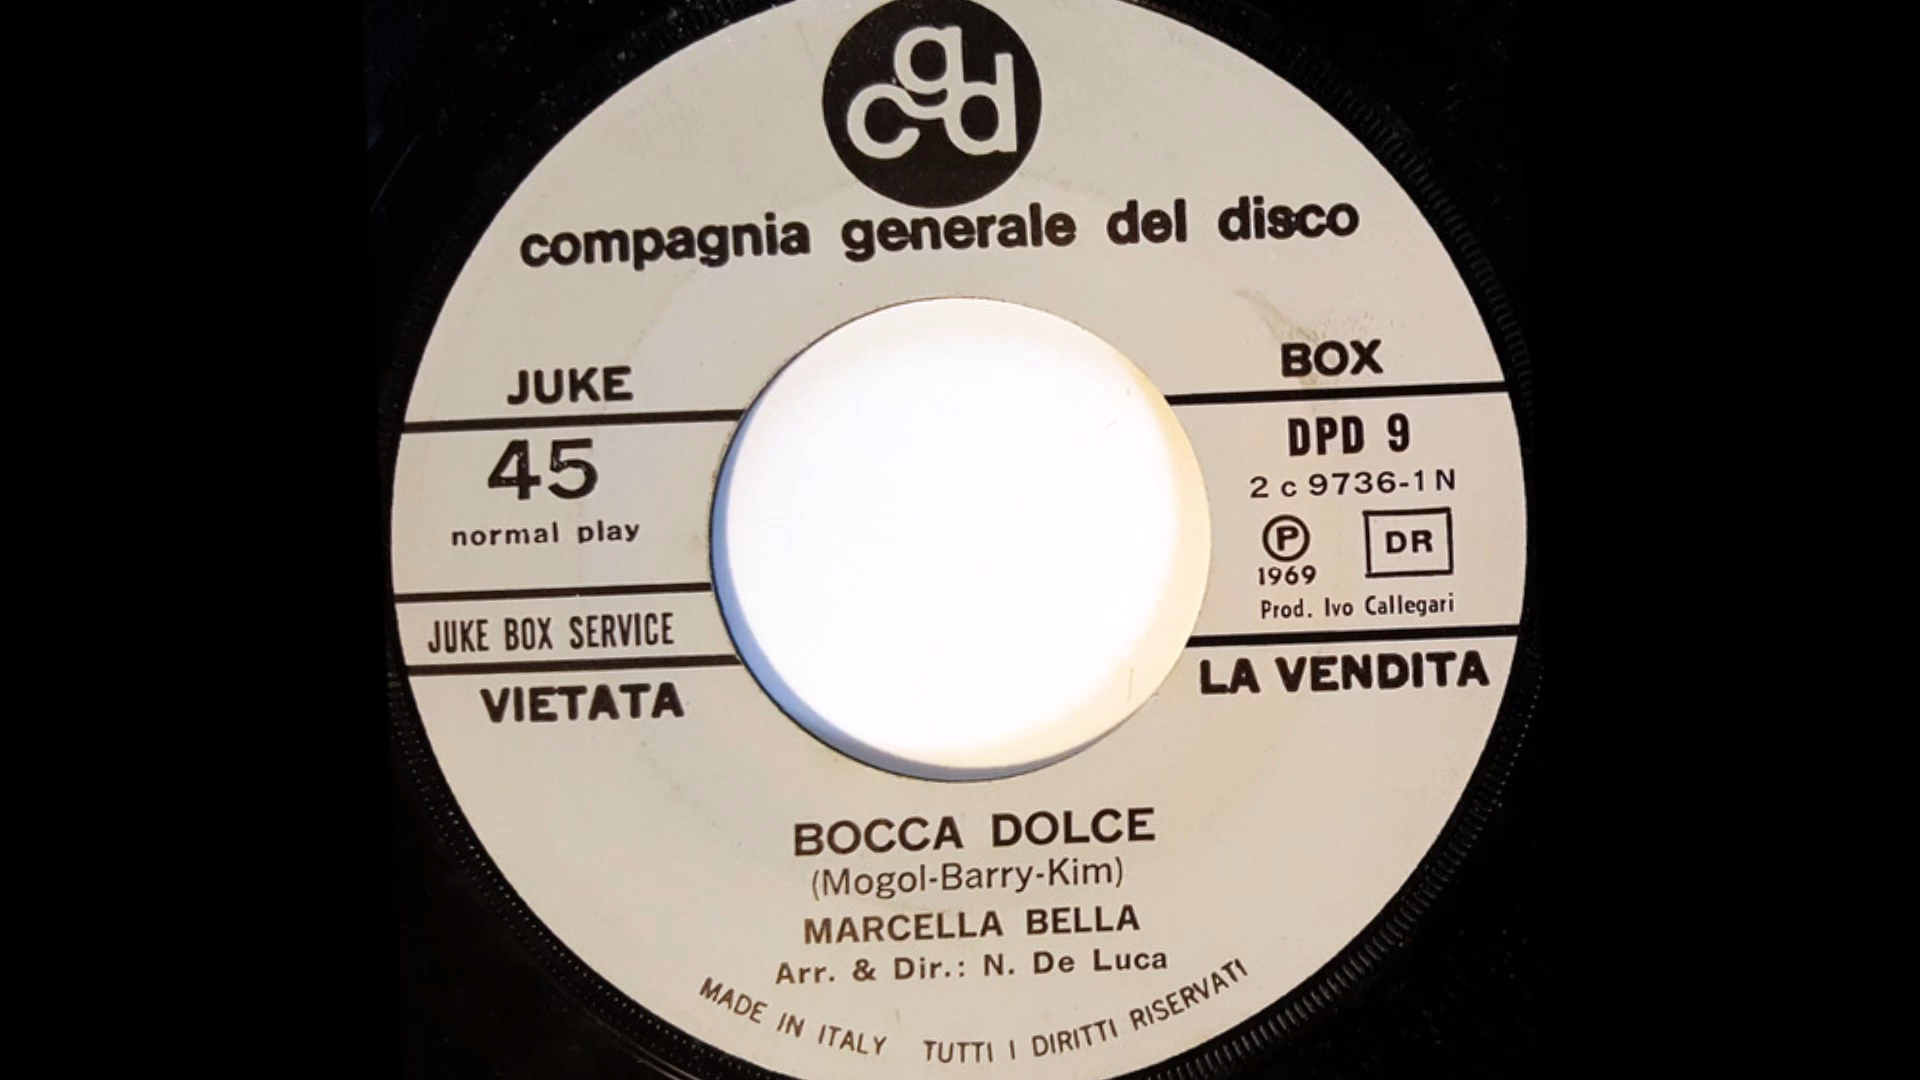 cgd
compagnia generale del disco
JUKE BOX
45
normal play
DPD 9
2 c 9736-1 N
Ⓟ DR
1969
Prod. Ivo Callegari
JUKE BOX SERVICE
VIETATA LA VENDITA
BOCCA DOLCE
(Mogol-Barry-Kim)
MARCELLA BELLA
Arr. & Dir.: N. De Luca
MADE IN ITALY TUTTI I DIRITTI RISERVATI